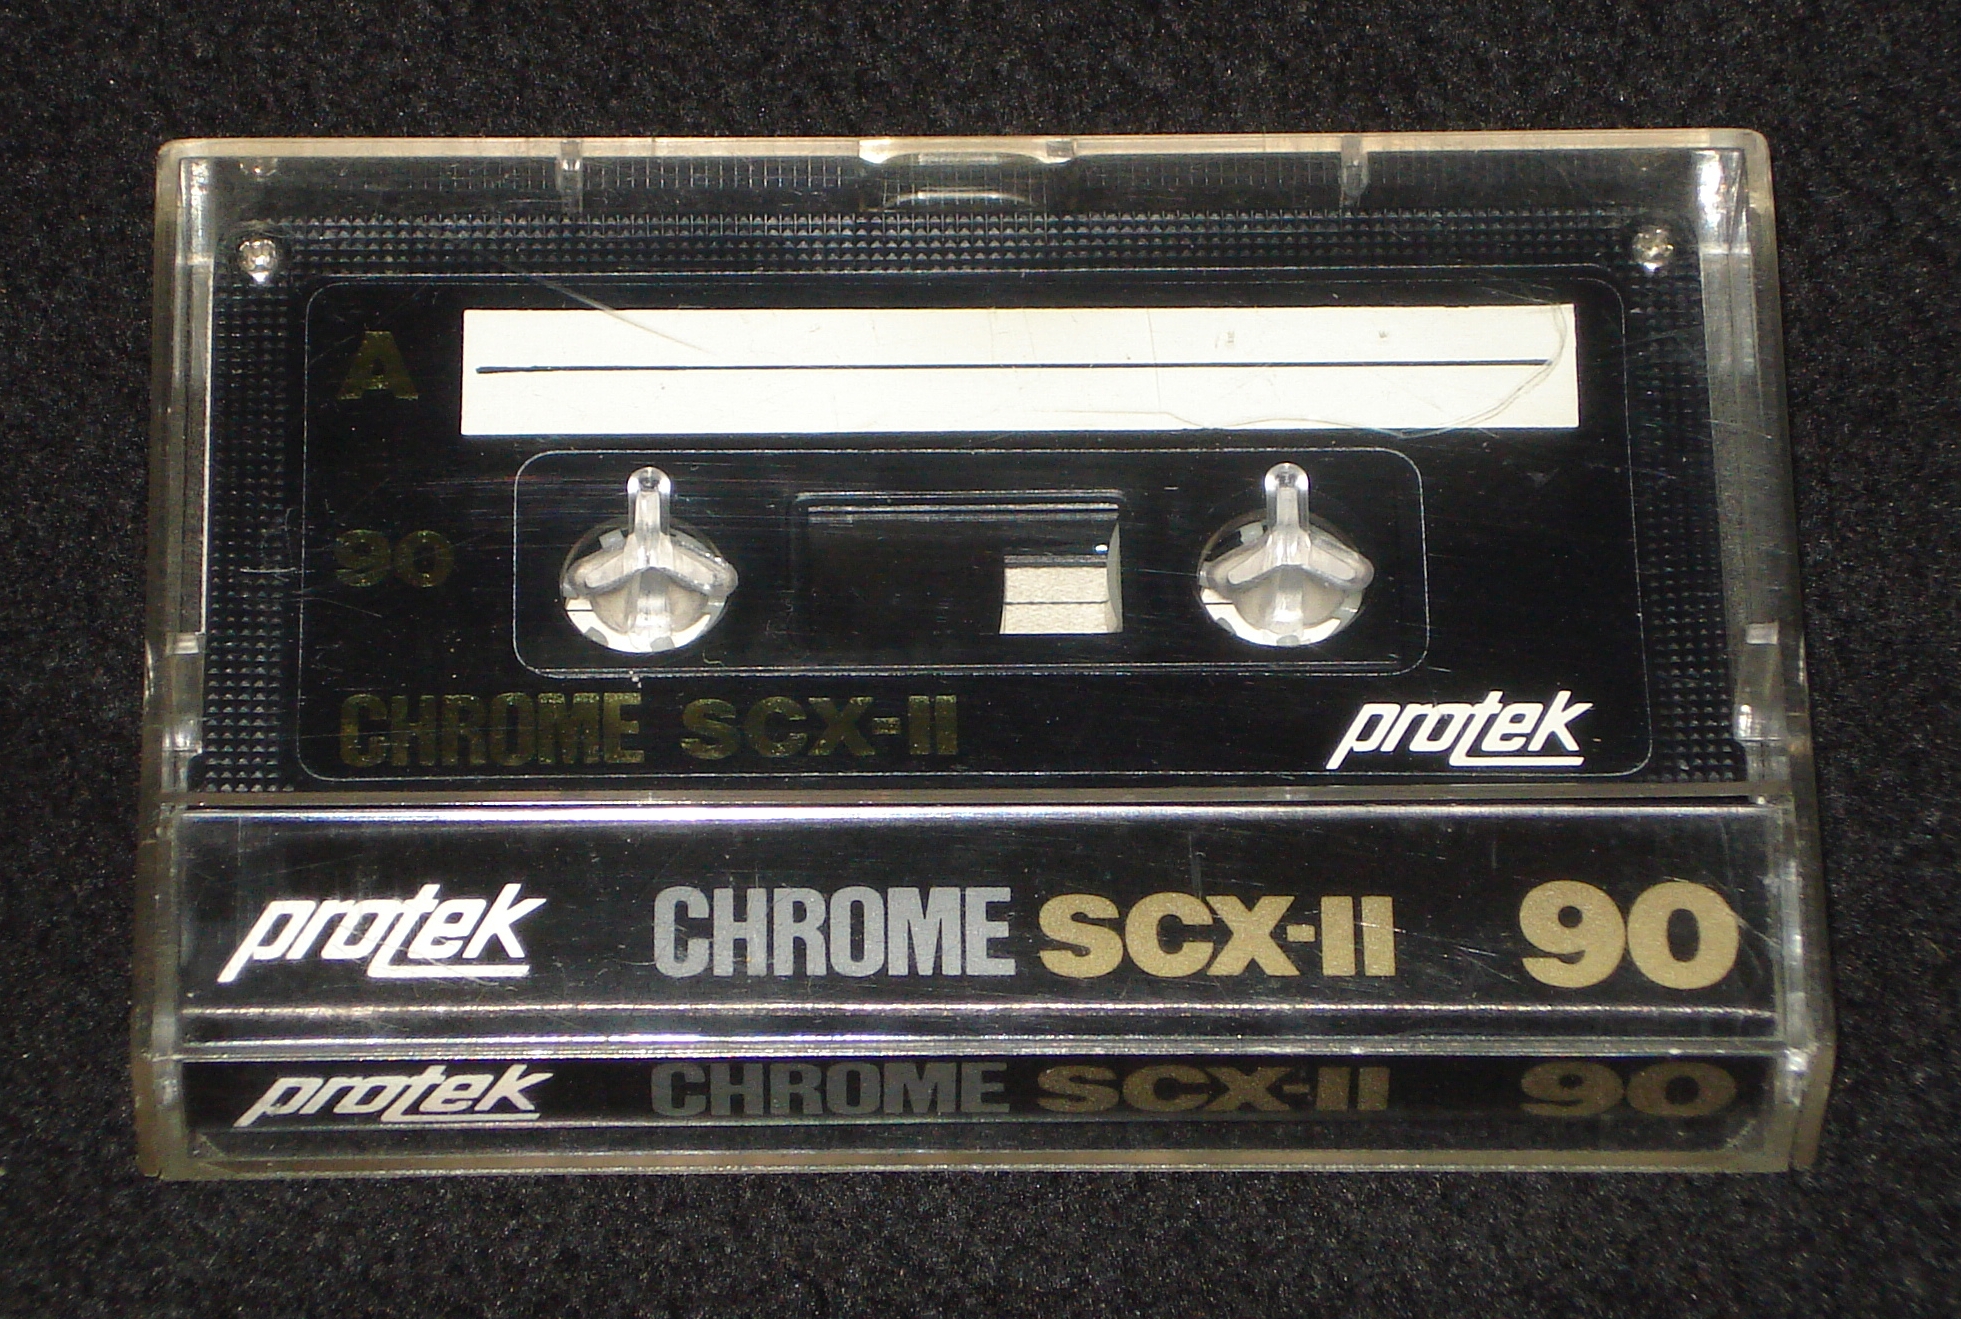 A
90
CHROME SCX-II protek
protek CHROME SCX-II 90
protek CHROME SCX-II 90